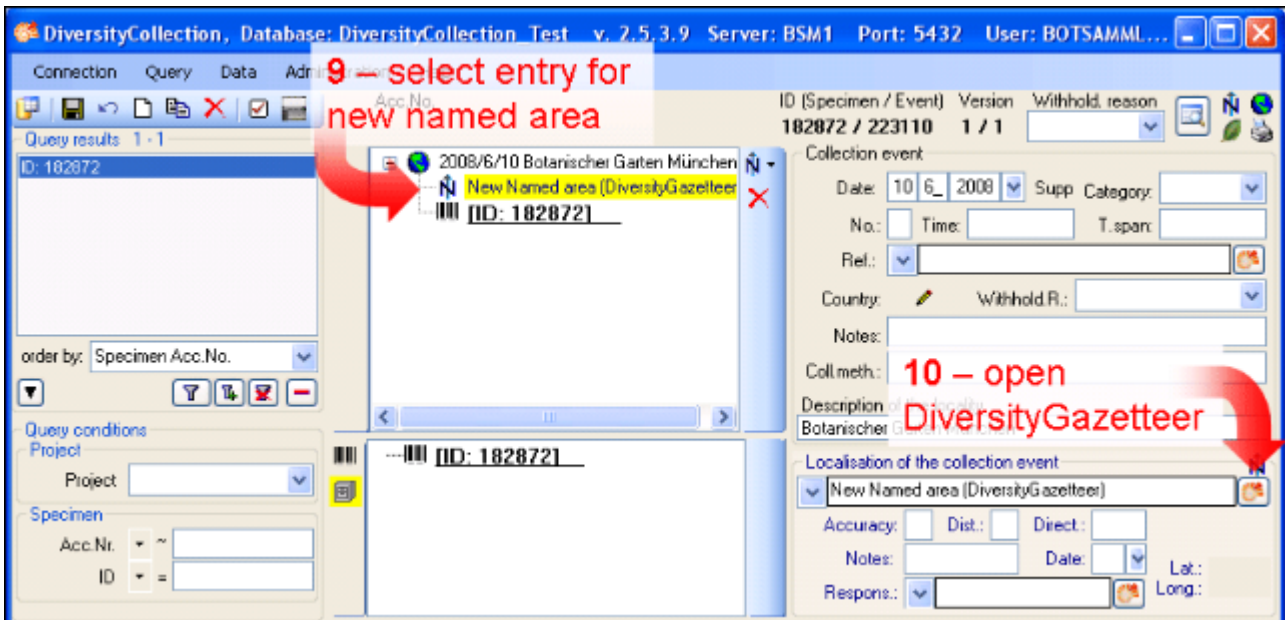 DiversityCollection, Database: DiversityCollection_Test v. 2.5.3.9 Server: BSM1 Port: 5432 User: BOTSAMML...
Connection Query Data
9 – select entry for
new named area
Acc.No.
ID (Specimen / Event) Version Withhold. reason
182872 / 223110 1 / 1
Query results 1 - 1
ID: 182872
2008/6/10 Botanischer Garten München
New Named area (DiversityGazetteer
[ID: 182872]
order by: Specimen Acc.No.
Query conditions
Project
Project
Specimen
Acc.Nr. ~
ID =
[ID: 182872]
Collection event
Date: 10 6_ 2008 Supp Category:
No.: Time: T.span:
Ref.:
Country: Withhold.R.:
Notes:
Coll.meth.:
10 – open
DiversityGazetteer
Description
Botanischer
Localisation of the collection event
New Named area (DiversityGazetteer)
Accuracy: Dist.: Direct.:
Notes: Date: Lat.:
Respons.: Long.: